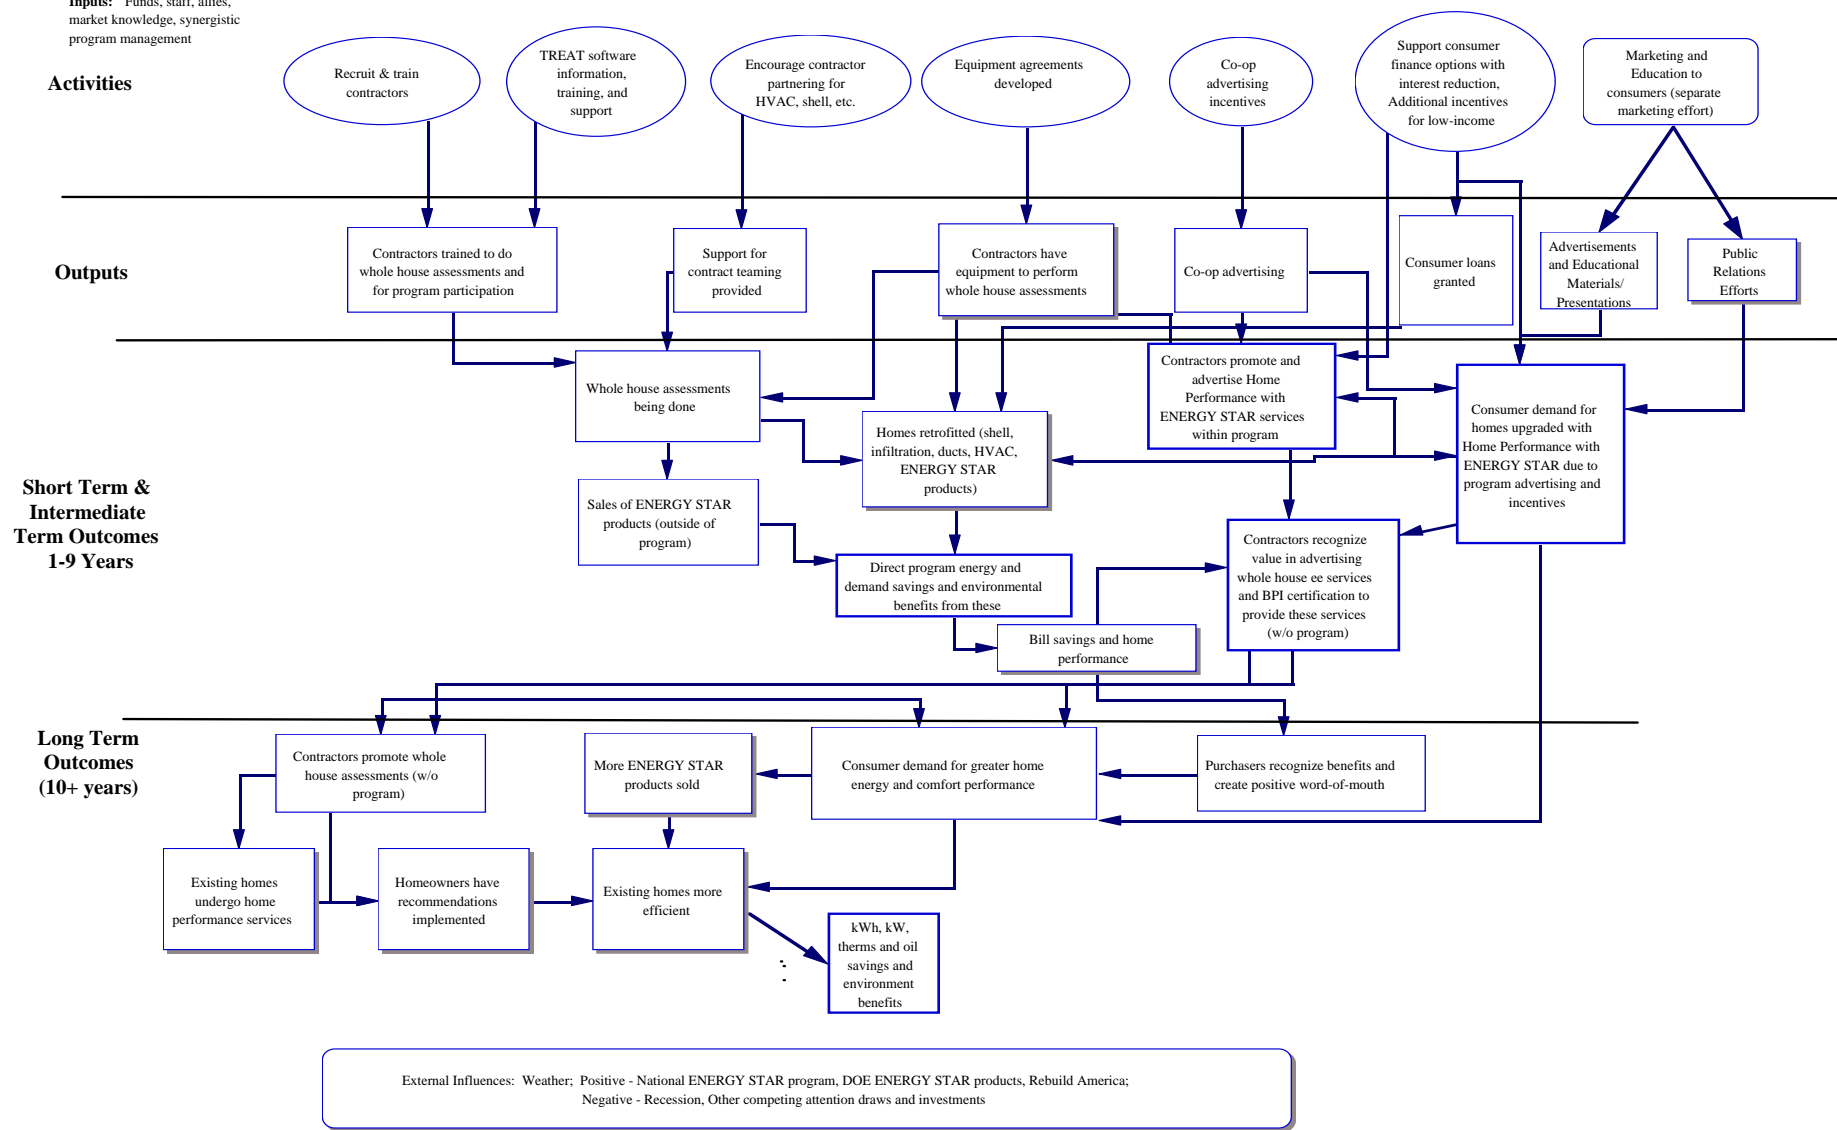 Inputs: Funds, staff, allies,
market knowledge, synergistic
program management
Activities
Recruit & train
contractors
TREAT software
information,
training, and
support
Encourage contractor
partnering for
HVAC, shell, etc.
Equipment agreements
developed
Co-op
advertising
incentives
Support consumer
finance options with
interest reduction,
Additional incentives
for low-income
Marketing and
Education to
consumers (separate
marketing effort)
Outputs
Contractors trained to do
whole house assessments and
for program participation
Support for
contract teaming
provided
Contractors have
equipment to perform
whole house assessments
Co-op advertising
Consumer loans
granted
Advertisements
and Educational
Materials/
Presentations
Public
Relations
Efforts
Short Term &
Intermediate
Term Outcomes
1-9 Years
Whole house assessments
being done
Homes retrofitted (shell,
infiltration, ducts, HVAC,
ENERGY STAR
products)
Contractors promote and
advertise Home
Performance with
ENERGY STAR services
within program
Consumer demand for
homes upgraded with
Home Performance with
ENERGY STAR due to
program advertising and
incentives
Sales of ENERGY STAR
products (outside of
program)
Direct program energy and
demand savings and environmental
benefits from these
Contractors recognize
value in advertising
whole house ee services
and BPI certification to
provide these services
(w/o program)
Bill savings and home
performance
Long Term
Outcomes
(10+ years)
Contractors promote whole
house assessments (w/o
program)
More ENERGY STAR
products sold
Consumer demand for greater home
energy and comfort performance
Purchasers recognize benefits and
create positive word-of-mouth
Existing homes
undergo home
performance services
Homeowners have
recommendations
implemented
Existing homes more
efficient
kWh, kW,
therms and oil
savings and
environment
benefits
External Influences: Weather; Positive - National ENERGY STAR program, DOE ENERGY STAR products, Rebuild America;
Negative - Recession, Other competing attention draws and investments